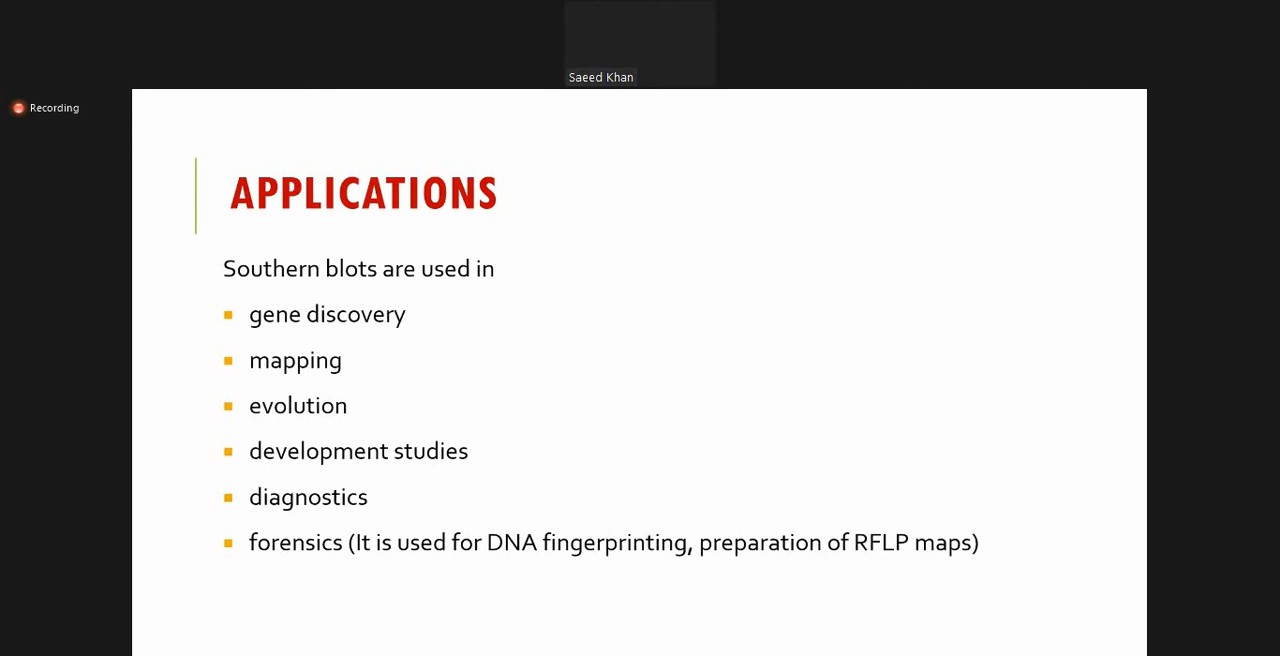 Saeed Khan
Recording
APPLICATIONS
Southern blots are used in
gene discovery
mapping
evolution
development studies
diagnostics
forensics (It is used for DNA fingerprinting, preparation of RFLP maps)